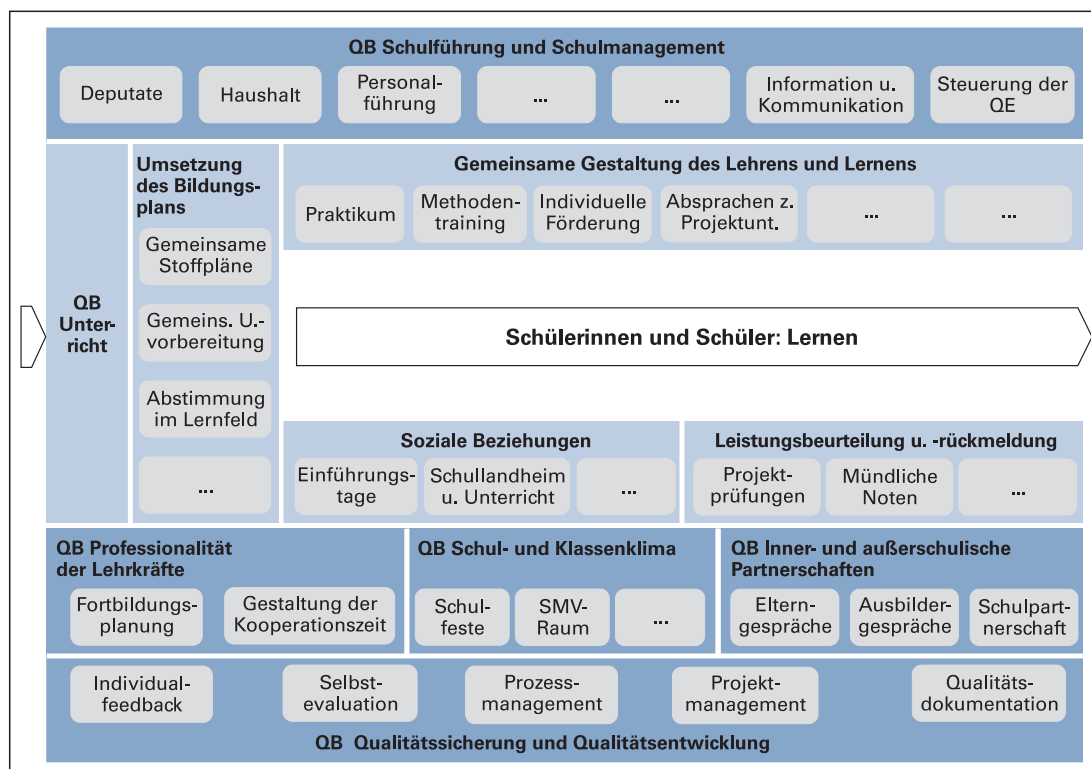 QB Schulführung und Schulmanagement
Deputate
Haushalt
Personal-
führung
...
...
Information u.
Kommunikation
Steuerung der
QE
QB
Unter-
richt
Umsetzung
des Bildungs-
plans
Gemeinsame
Stoffpläne
Gemeins. U.-
vorbereitung
Abstimmung
im Lernfeld
...
Gemeinsame Gestaltung des Lehrens und Lernens
Praktikum
Methoden-
training
Individuelle
Förderung
Absprachen z.
Projektunt.
...
...
Schülerinnen und Schüler: Lernen
Soziale Beziehungen
Einführungs-
tage
Schullandheim
u. Unterricht
...
Leistungsbeurteilung u. -rückmeldung
Projekt-
prüfungen
Mündliche
Noten
...
QB Professionalität
der Lehrkräfte
Fortbildungs-
planung
Gestaltung der
Kooperationszeit
QB Schul- und Klassenklima
Schul-
feste
SMV-
Raum
...
QB Inner- und außerschulische
Partnerschaften
Eltern-
gespräche
Ausbilder-
gespräche
Schulpart-
nerschaft
Individual-
feedback
Selbst-
evaluation
Prozess-
management
Projekt-
management
Qualitäts-
dokumentation
QB Qualitätssicherung und Qualitätsentwicklung